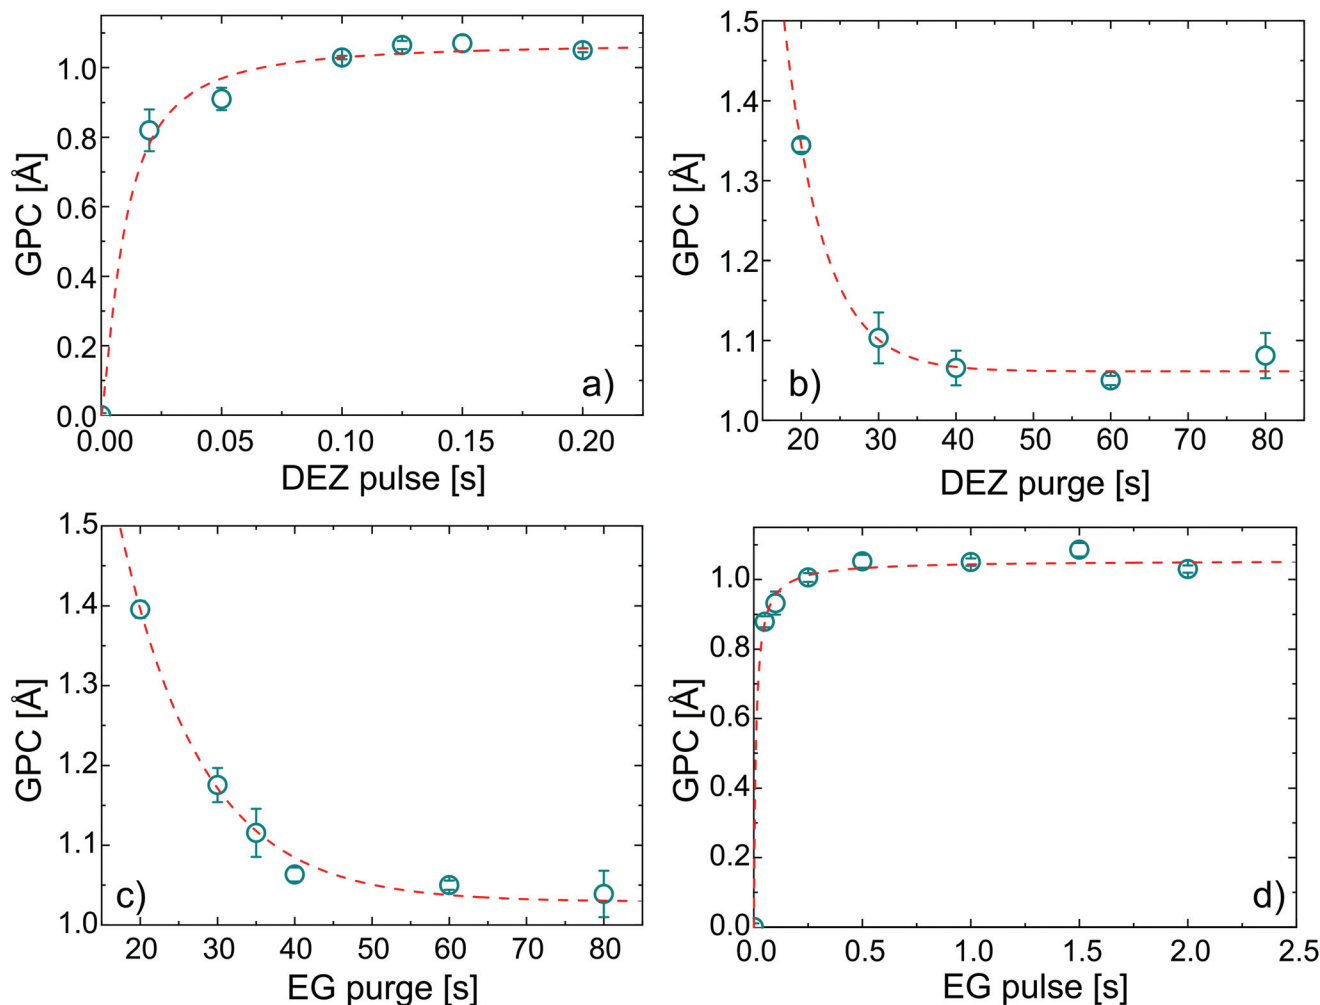 1.0
0.8
0.6
0.4
0.2
0.0
GPC [Å]
a)
0.00 0.05 0.10 0.15 0.20
DEZ pulse [s]
1.5
1.4
1.3
1.2
1.1
1.0
GPC [Å]
b)
20 30 40 50 60 70 80
DEZ purge [s]
1.5
1.4
1.3
1.2
1.1
1.0
GPC [Å]
c)
20 30 40 50 60 70 80
EG purge [s]
1.0
0.8
0.6
0.4
0.2
0.0
GPC [Å]
d)
0.0 0.5 1.0 1.5 2.0 2.5
EG pulse [s]